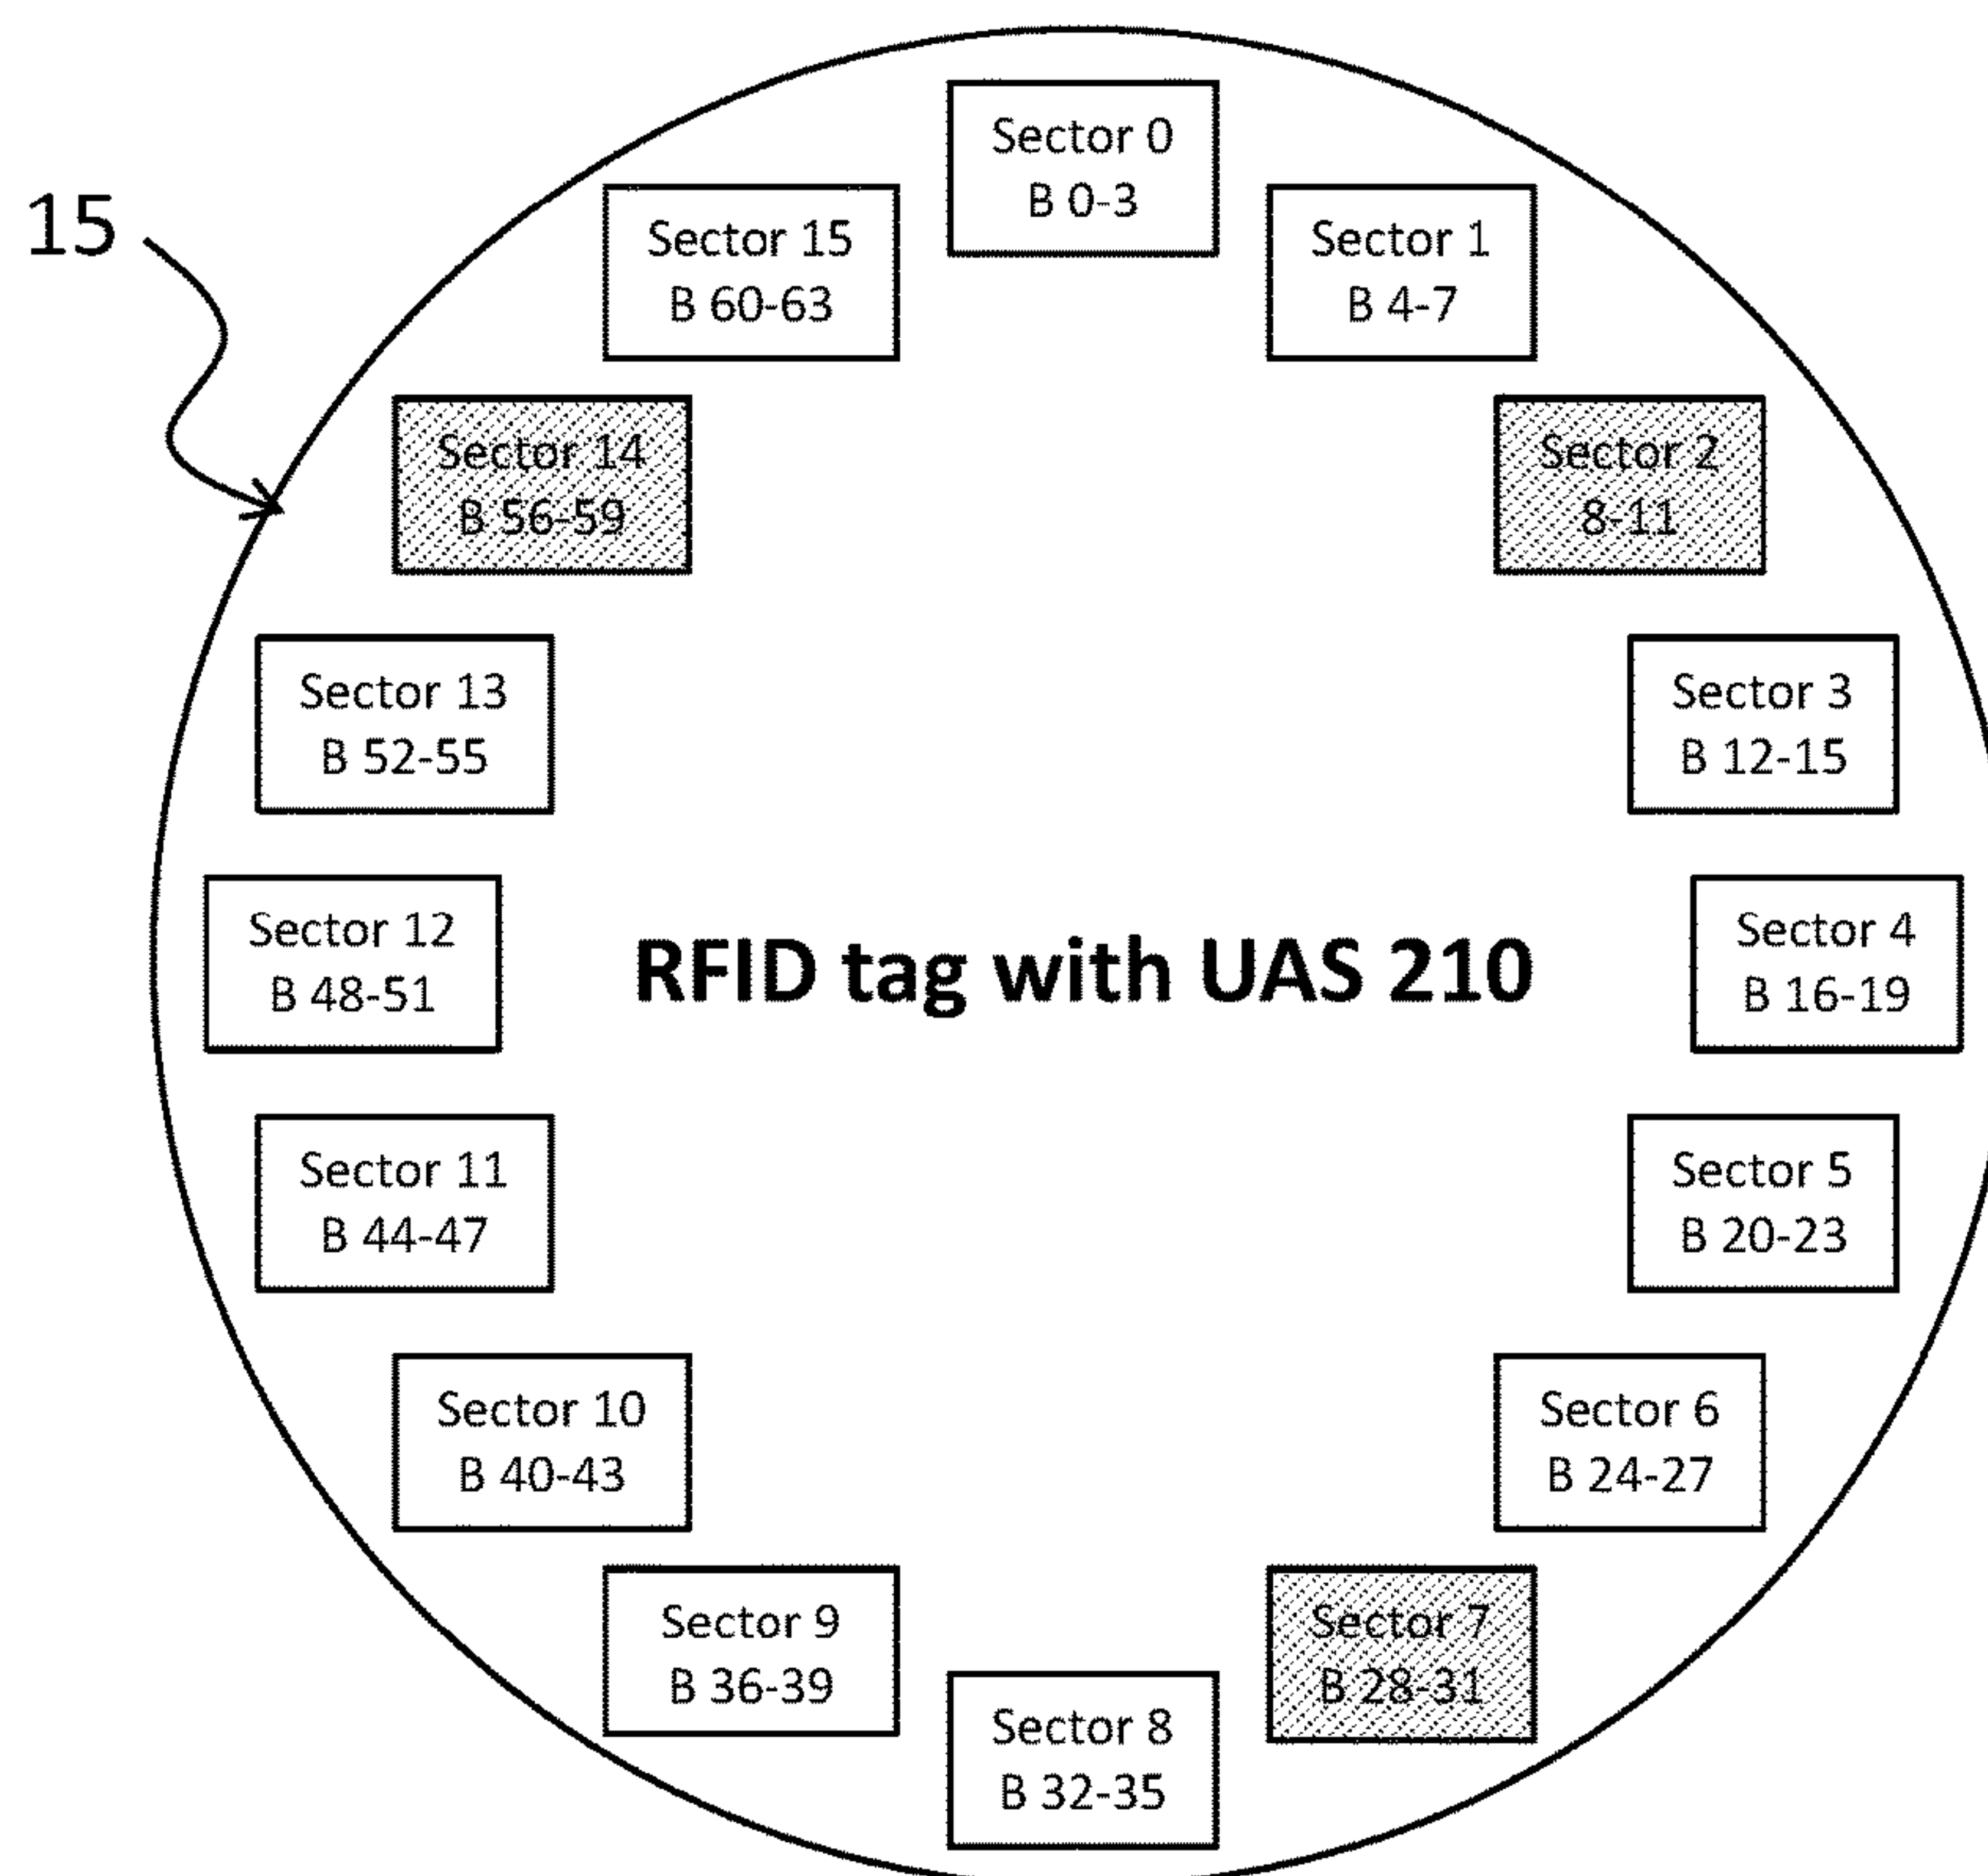 Sector 0
B 0-3
15
Sector 15
B 60-63
Sector 1
B 4-7
Sector 14
B 56-59
Sector 2
8-11
Sector 13
B 52-55
Sector 3
B 12-15
Sector 12
B 48-51
RFID tag with UAS 210
Sector 4
B 16-19
Sector 11
B 44-47
Sector 5
B 20-23
Sector 10
B 40-43
Sector 6
B 24-27
Sector 9
B 36-39
Sector 7
B 28-31
Sector 8
B 32-35